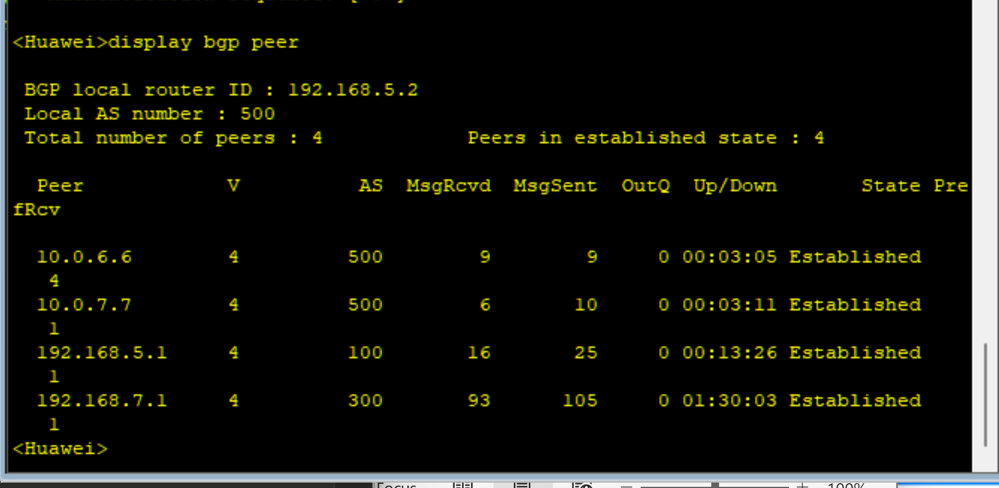 <Huawei>display bgp peer
BGP local router ID : 192.168.5.2
Local AS number : 500
Total number of peers : 4 Peers in established state : 4
Peer V AS MsgRcvd MsgSent OutQ Up/Down State Pre
fRcv
10.0.6.6 4 500 9 9 0 00:03:05 Established
4
10.0.7.7 4 500 6 10 0 00:03:11 Established
1
192.168.5.1 4 100 16 25 0 00:13:26 Established
1
192.168.7.1 4 300 93 105 0 01:30:03 Established
1
<Huawei>
Focus 100%